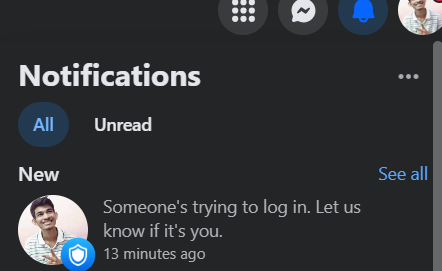 Notifications
All Unread
New See all
Someone's trying to log in. Let us
know if it's you.
13 minutes ago